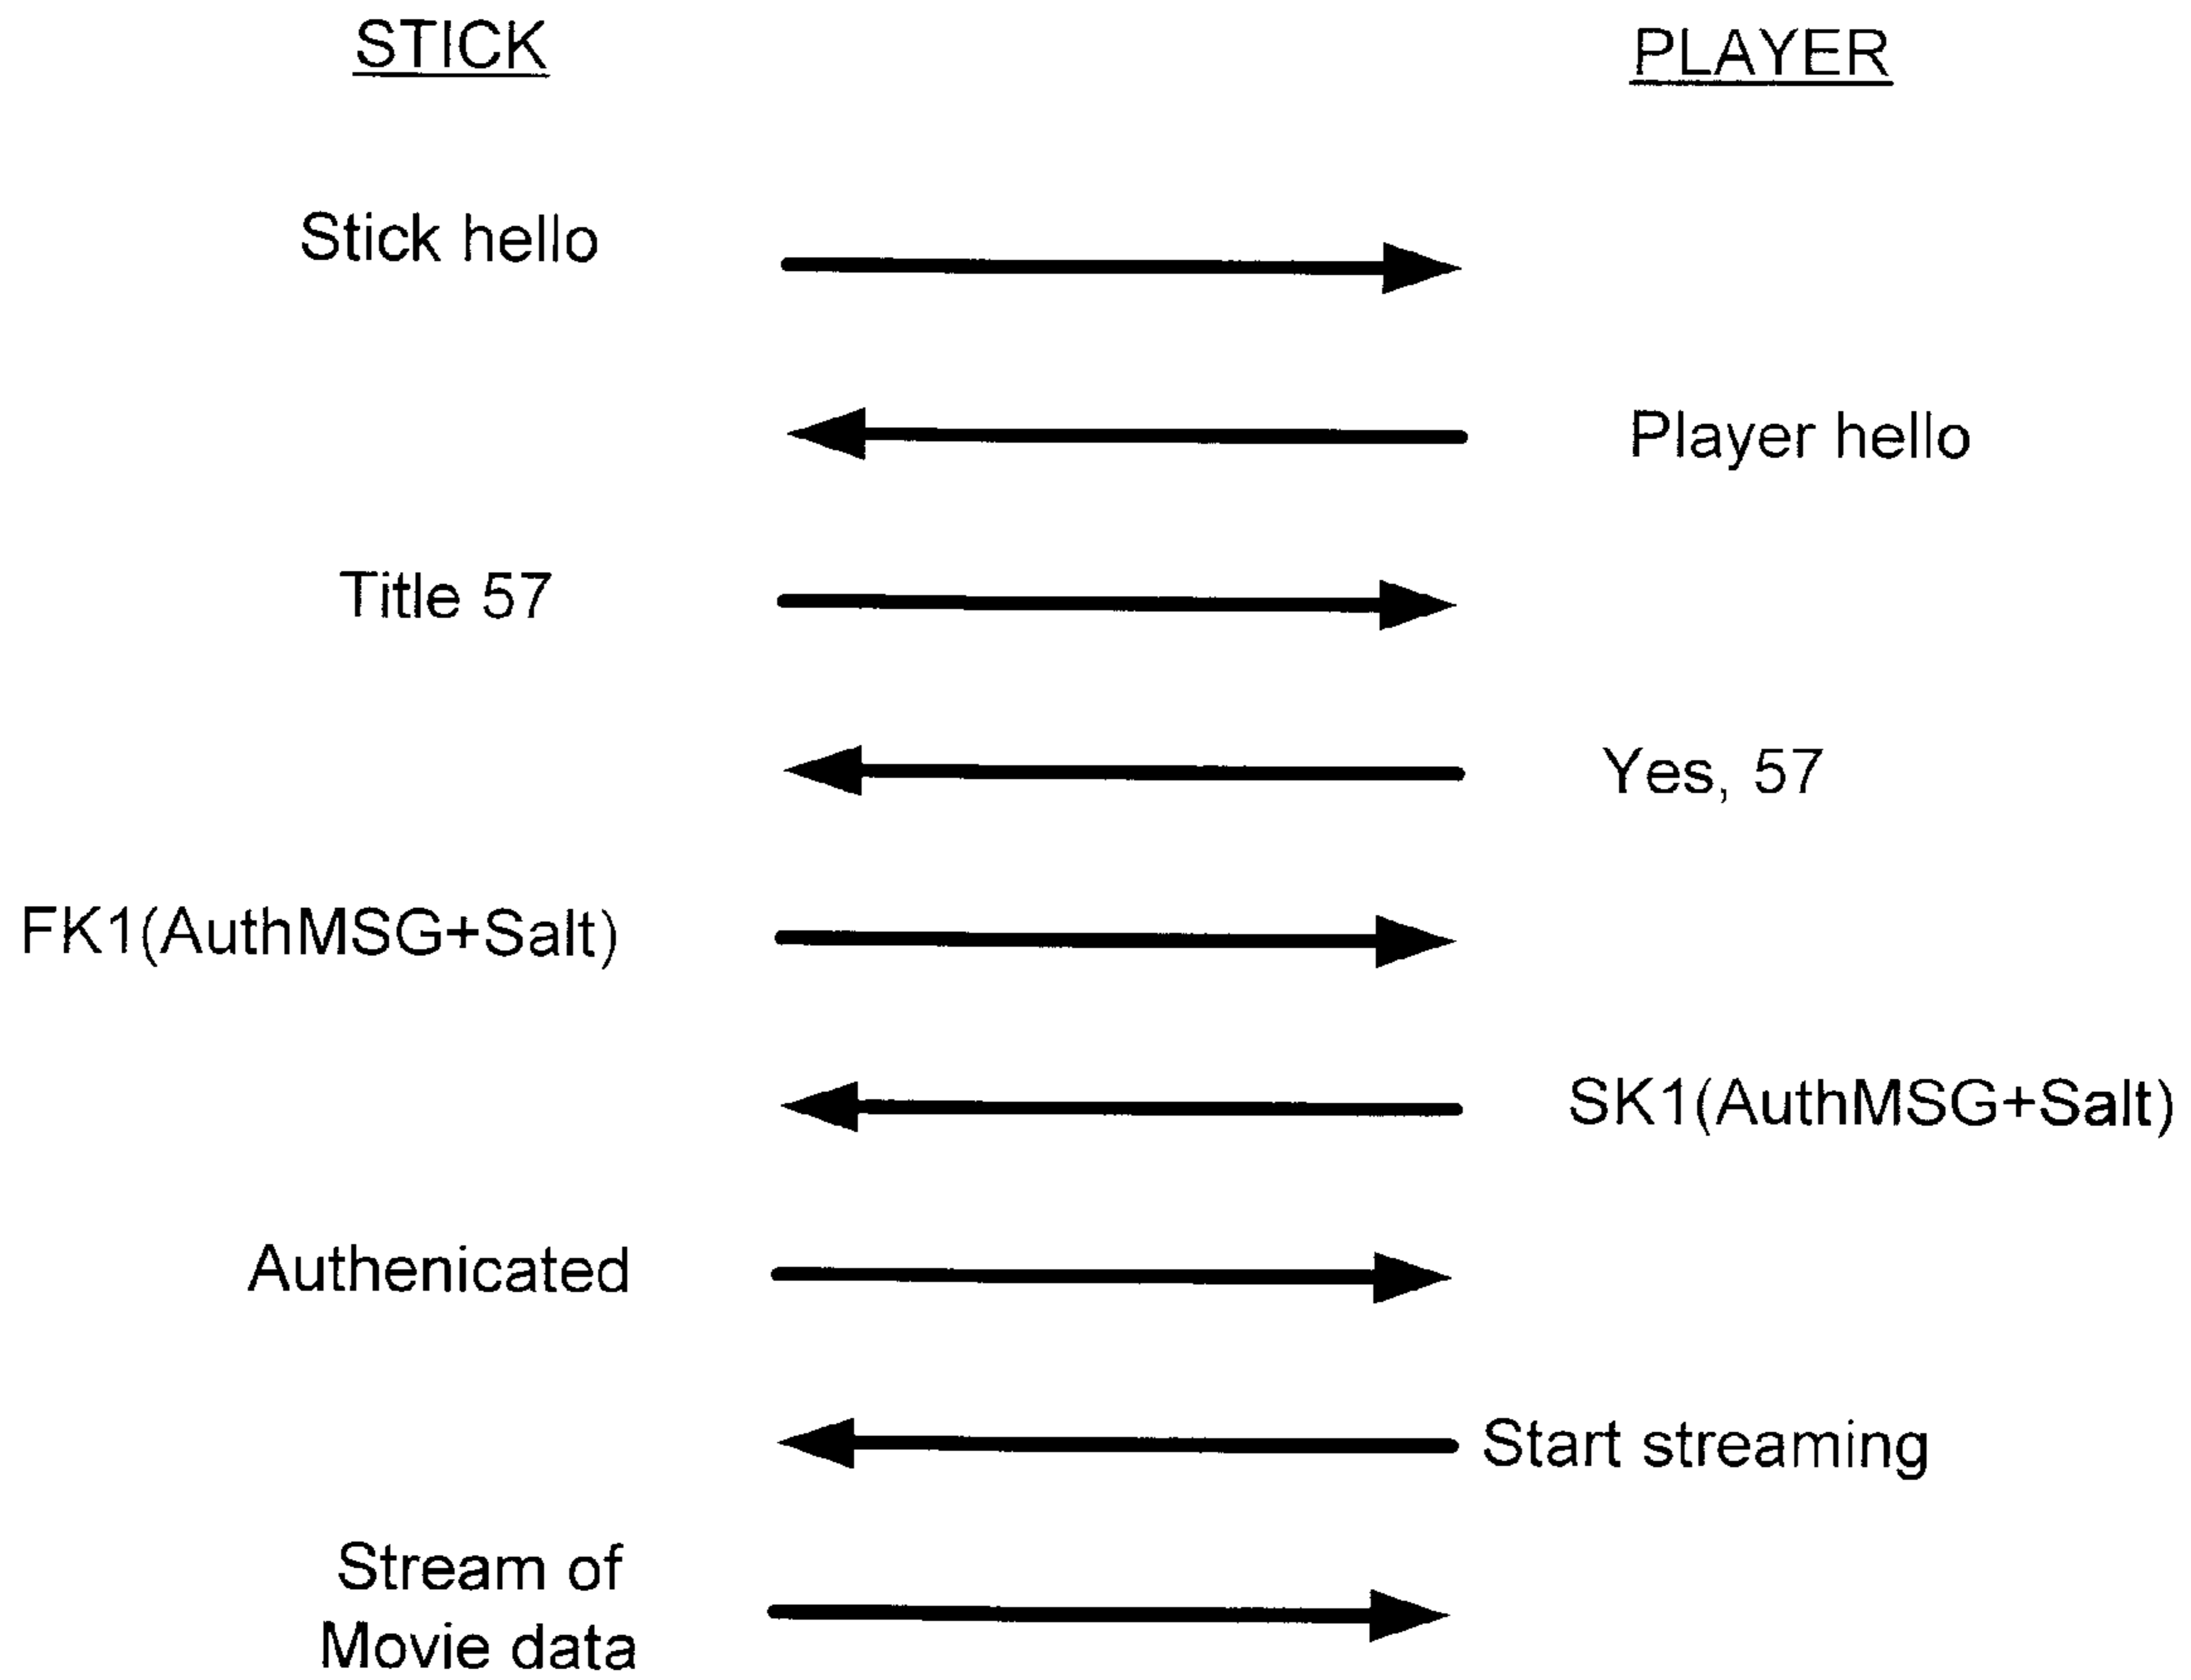 STICK
PLAYER
Stick hello
Player hello
Title 57
Yes, 57
FK1(AuthMSG+Salt)
SK1(AuthMSG+Salt)
Authenicated
Start streaming
Stream of
Movie data